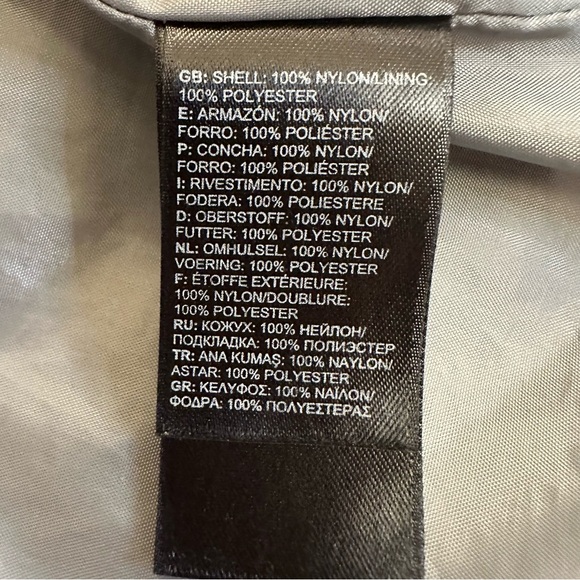 GB: SHELL: 100% NYLON/LINING:
100% POLYESTER
E: ARMAZÓN: 100% NYLON/
FORRO: 100% POLIÉSTER
P: CONCHA: 100% NYLON/
FORRO: 100% POLIÉSTER
I: RIVESTIMENTO: 100% NYLON/
FODERA: 100% POLIESTERE
D: OBERSTOFF: 100% NYLON/
FUTTER: 100% POLYESTER
NL: OMHULSEL: 100% NYLON/
VOERING: 100% POLYESTER
F: ÉTOFFE EXTÉRIEURE:
100% NYLON/DOUBLURE:
100% POLYESTER
RU: КОЖУХ: 100% НЕЙЛОН/
ПОДКЛАДКА: 100% ПОЛИЭСТЕР
TR: ANA KUMAŞ: 100% NAYLON/
ASTAR: 100% POLYESTER
GR: ΚΕΛΥΦΟΣ: 100% ΝΑΪΛΟΝ/
ΦΟΔΡΑ: 100% ΠΟΛΥΕΣΤΕΡΑΣ